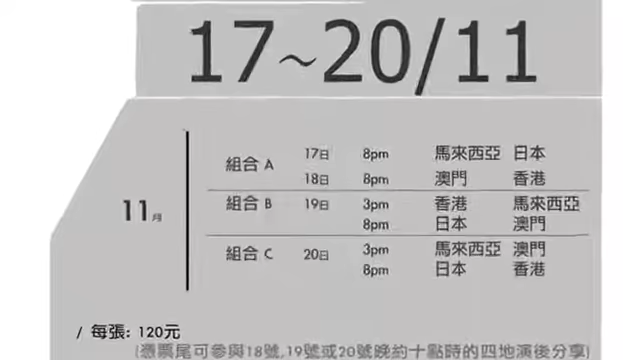 17~20/11
組合 A 17日 8pm 馬來西亞 日本
18日 8pm 澳門 香港
11月 組合 B 19日 3pm 香港 馬來西亞
8pm 日本 澳門
組合 C 20日 3pm 馬來西亞 澳門
8pm 日本 香港
/ 每張: 120元
(憑票尾可參與18號,19號或20號晚約十點時的四地演後分享)